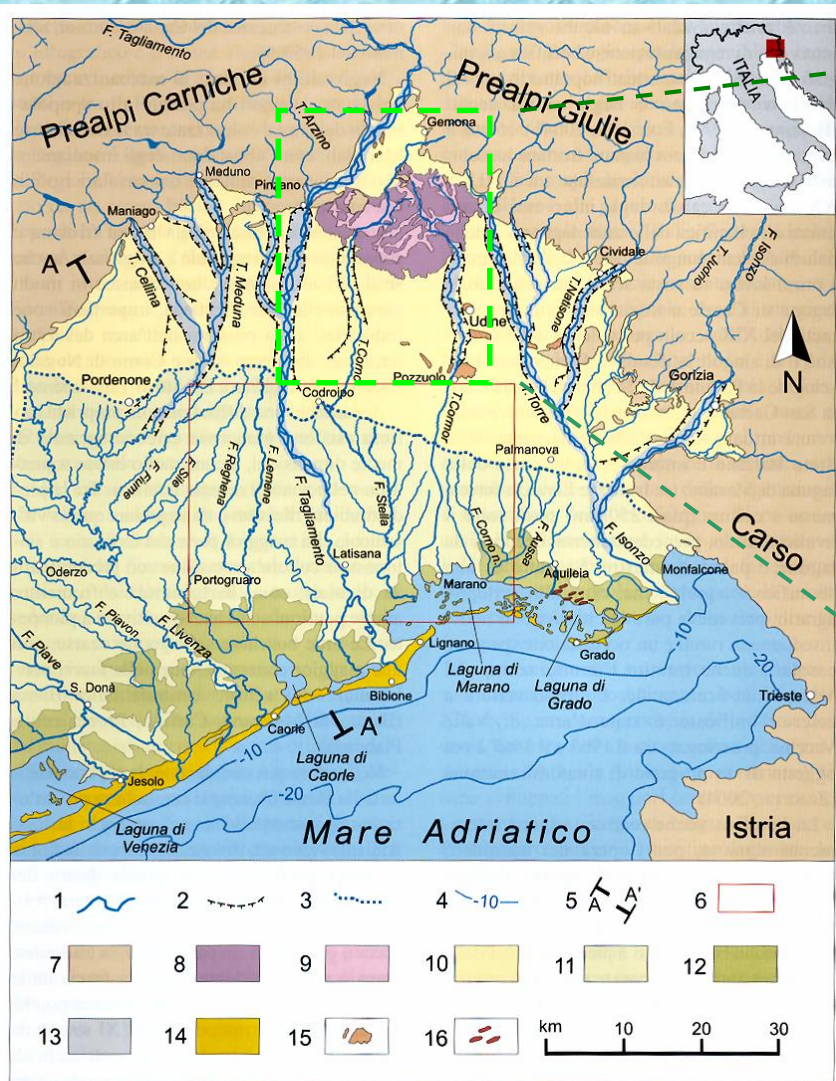 F. Tagliamento
Prealpi Carniche
Prealpi Giulie
ITALIA
T. Arzino
Gemona
Meduno
Pinzano
Maniago
A
T. Cellina
T. Meduna
Cividale
T. Natisone
T. Judrio
F. Isonzo
Udine
T. Corno
N
Pordenone
Pozzuolo
Codroipo
T. Cormor
T. Torre
Gorizia
Palmanova
F. Fiume
F. Sile
F. Reghena
F. Lemene
F. Tagliamento
F. Stella
F. Corno
F. Aussa
F. Isonzo
Carso
Oderzo
Portogruaro
Latisana
Marano
Aquileia
Monfalcone
F. Piavon
F. Livenza
F. Piave
Lignano
Grado
-10
-20
S. Donà
Bibione
Laguna di
Marano
Laguna di
Grado
Trieste
Caorle
A'
Laguna di
Caorle
-10
-20
Jesolo
Laguna di
Venezia
Mare Adriatico
Istria
1 2 3 4 -10- 5 A A' 6
7 8 9 10 11 12
13 14 15 16 km 10 20 30